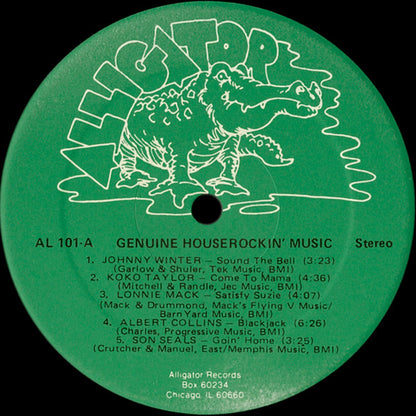 ALLIGATOR
AL 101-A GENUINE HOUSEROCKIN' MUSIC Stereo
1. JOHNNY WINTER — Sound The Bell (3:23)
(Garlow & Shuler, Tek Music, BMI)
2. KOKO TAYLOR — Come To Mama (4:36)
(Mitchell & Randle, Jec Music, BMI)
3. LONNIE MACK — Satisfy Suzie (4:07)
(Mack & Drummond, Mack's Flying V Music/
BarnYard Music, BMI)
4. ALBERT COLLINS — Blackjack (6:26)
(Charles, Progressive Music, BMI)
5. SON SEALS — Goin' Home (3:25)
(Crutcher & Manuel, East/Memphis Music, BMI)
Alligator Records
Box 60234
Chicago, IL 60660